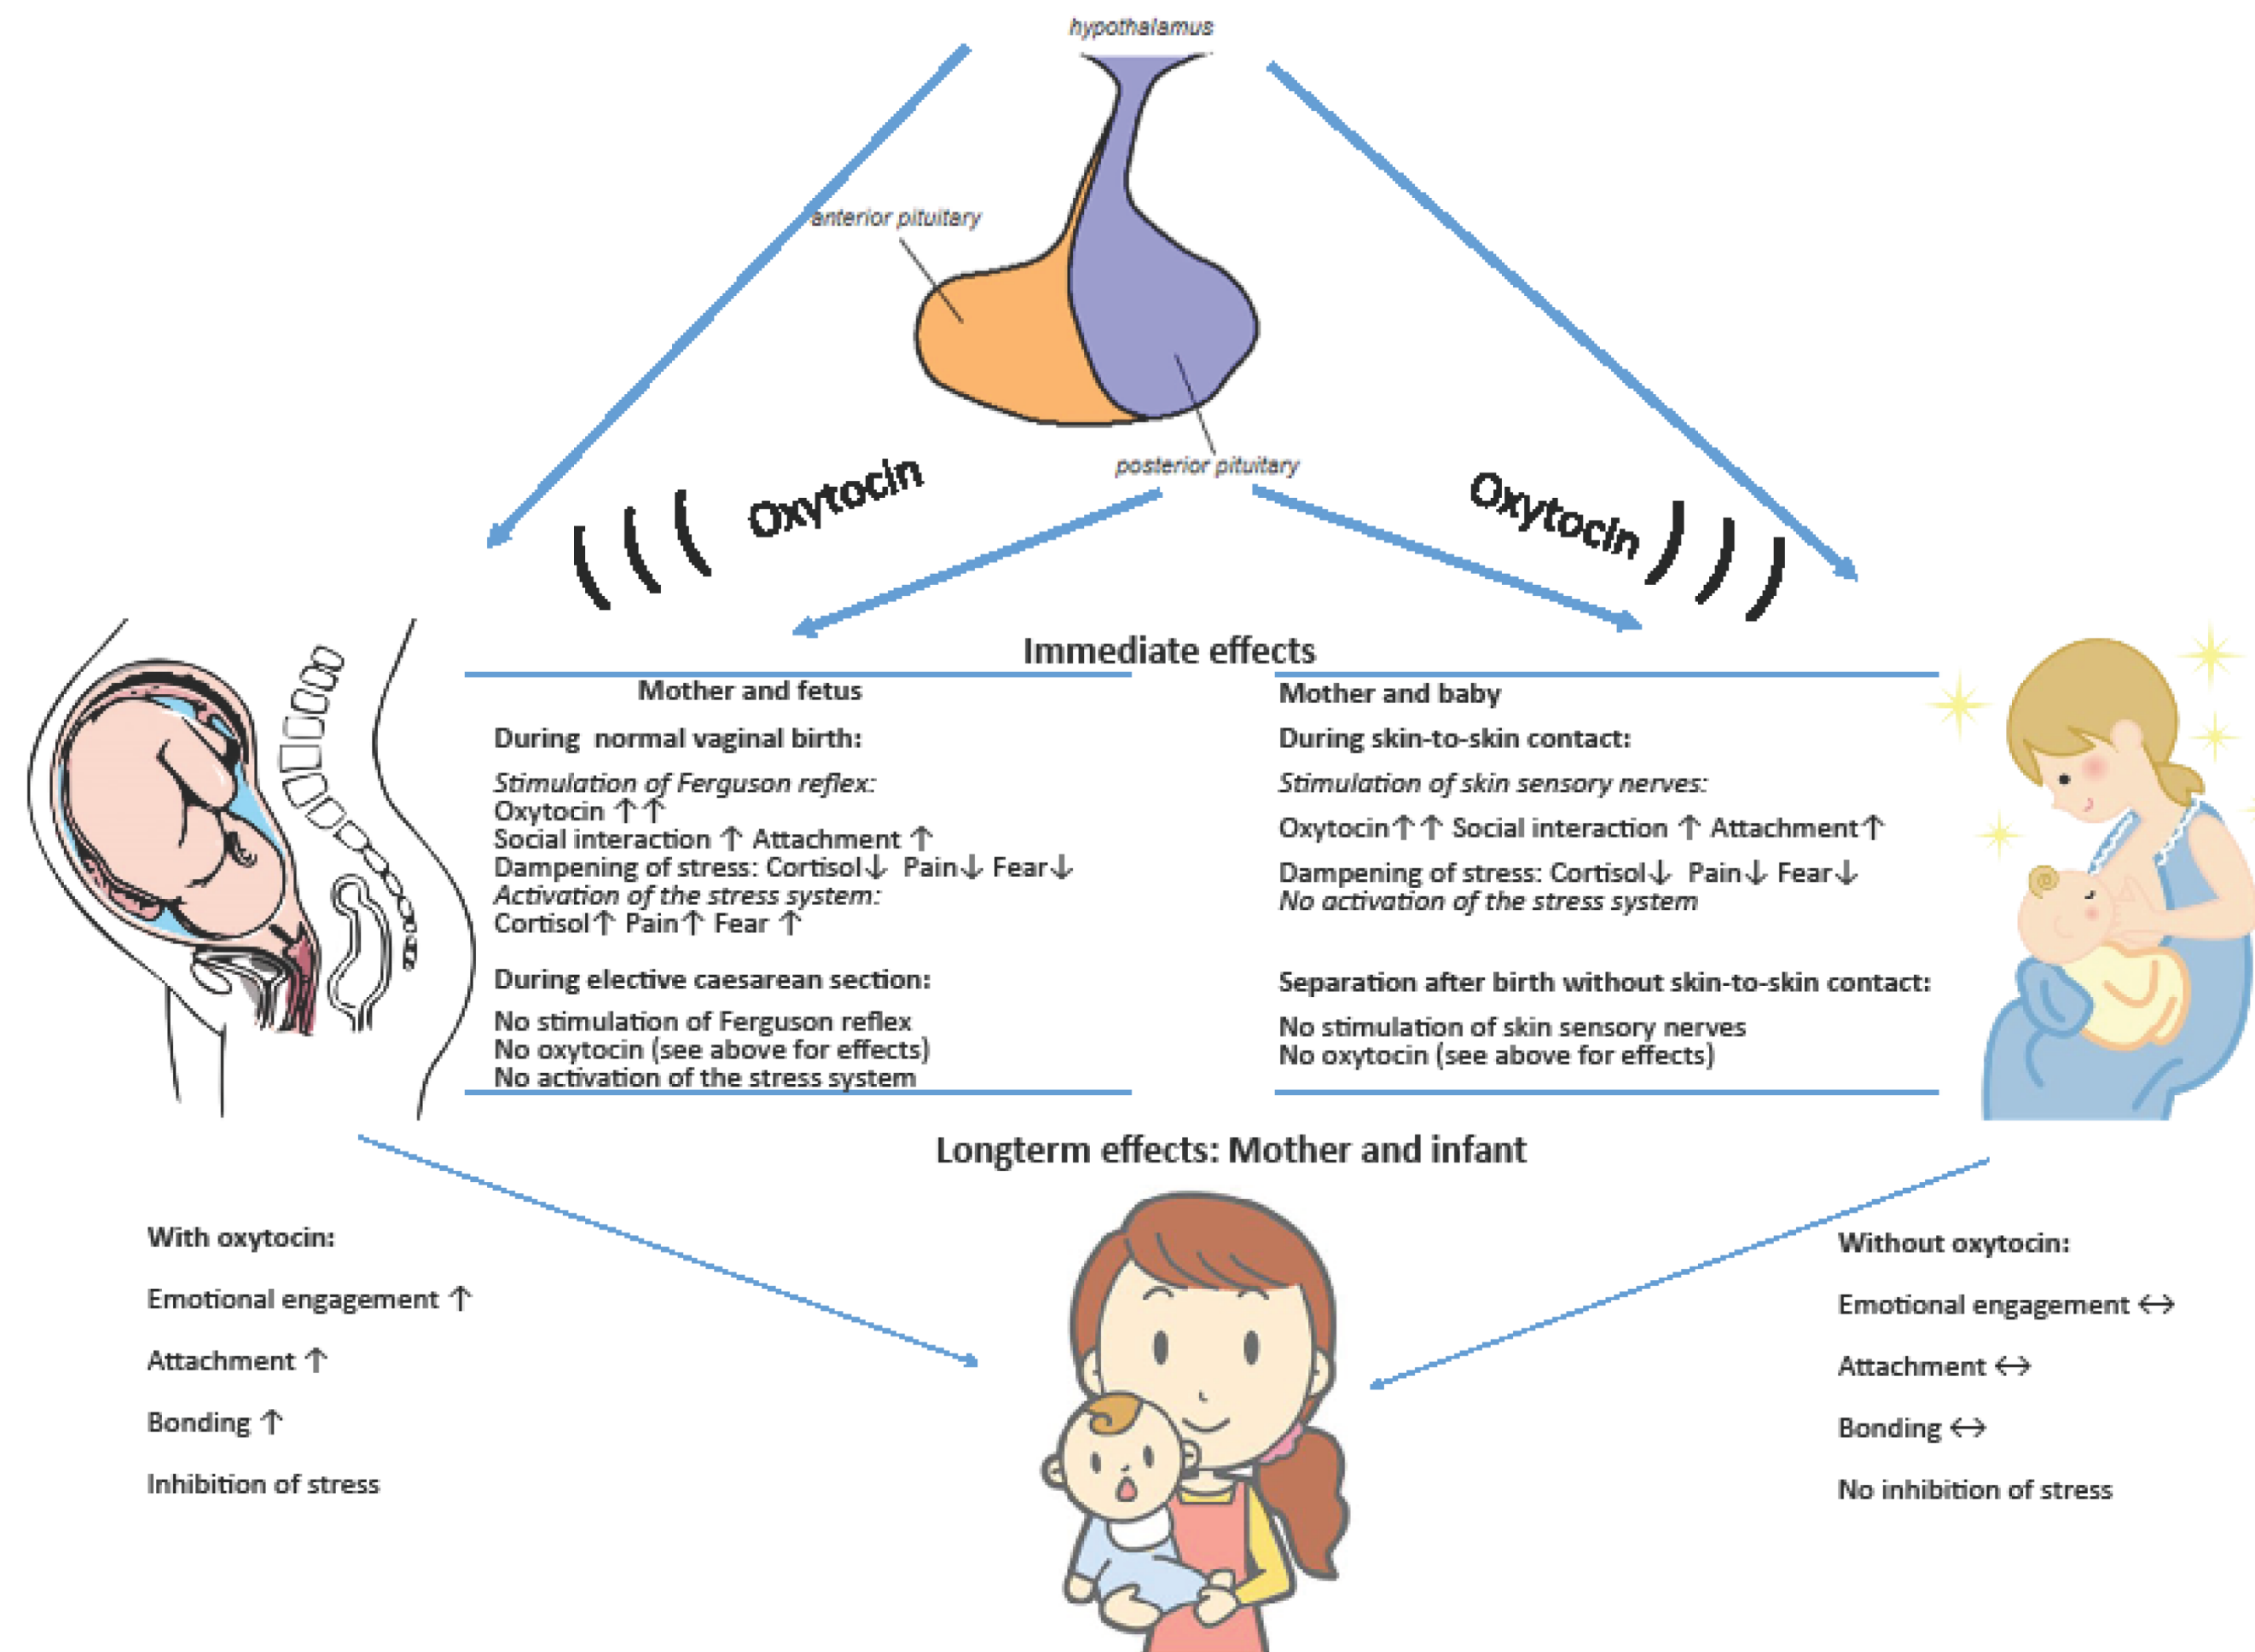 hypothalamus
anterior pituitary
posterior pituitary
Oxytocin
Oxytocin
Immediate effects
Mother and fetus
During normal vaginal birth:
Stimulation of Ferguson reflex:
Oxytocin ↑↑
Social interaction ↑ Attachment ↑
Dampening of stress: Cortisol↓ Pain↓ Fear↓
Activation of the stress system:
Cortisol↑ Pain↑ Fear ↑
During elective caesarean section:
No stimulation of Ferguson reflex
No oxytocin (see above for effects)
No activation of the stress system
Mother and baby
During skin-to-skin contact:
Stimulation of skin sensory nerves:
Oxytocin↑↑ Social interaction ↑ Attachment↑
Dampening of stress: Cortisol↓ Pain↓ Fear↓
No activation of the stress system
Separation after birth without skin-to-skin contact:
No stimulation of skin sensory nerves
No oxytocin (see above for effects)
Longterm effects: Mother and infant
With oxytocin:
Emotional engagement ↑
Attachment ↑
Bonding ↑
Inhibition of stress
Without oxytocin:
Emotional engagement ↔
Attachment ↔
Bonding ↔
No inhibition of stress